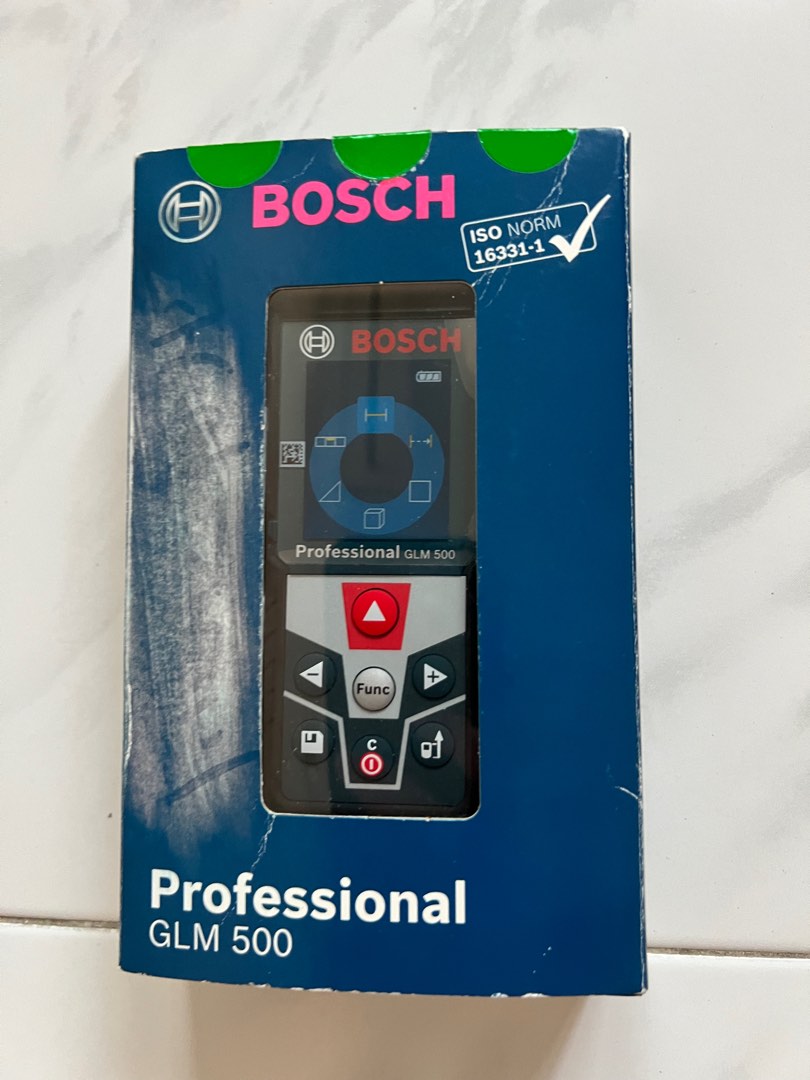 BOSCH
ISO NORM
16331-1
BOSCH
Professional GLM 500
Func
C
Professional
GLM 500